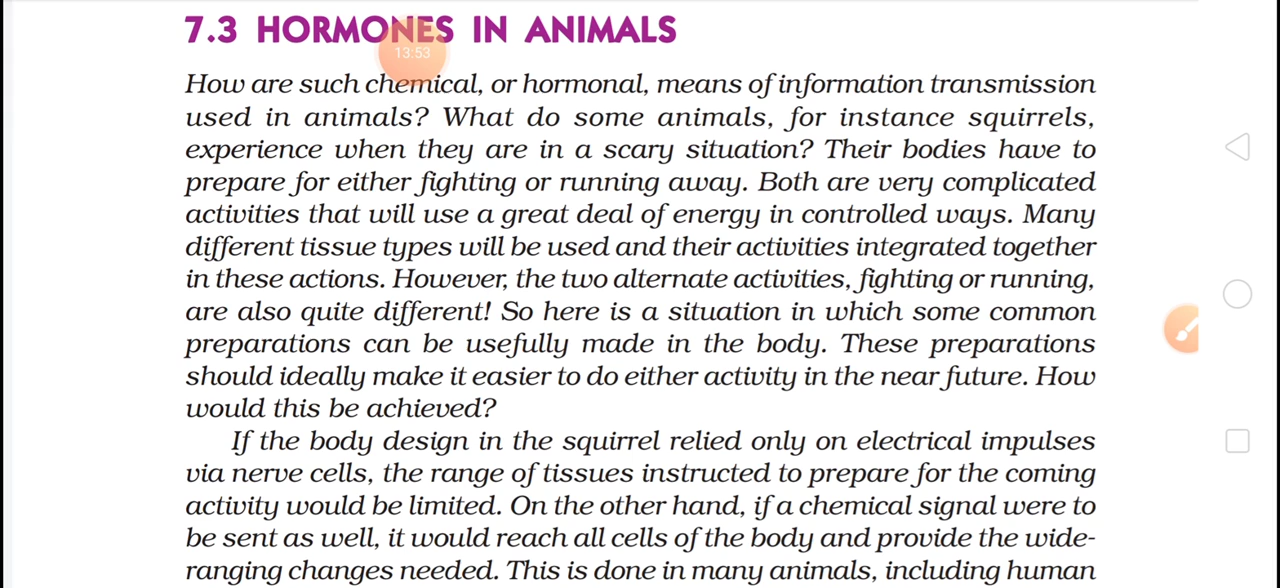 7.3 HORMONES IN ANIMALS
13:53
How are such chemical, or hormonal, means of information transmission
used in animals? What do some animals, for instance squirrels,
experience when they are in a scary situation? Their bodies have to
prepare for either fighting or running away. Both are very complicated
activities that will use a great deal of energy in controlled ways. Many
different tissue types will be used and their activities integrated together
in these actions. However, the two alternate activities, fighting or running,
are also quite different! So here is a situation in which some common
preparations can be usefully made in the body. These preparations
should ideally make it easier to do either activity in the near future. How
would this be achieved?
If the body design in the squirrel relied only on electrical impulses
via nerve cells, the range of tissues instructed to prepare for the coming
activity would be limited. On the other hand, if a chemical signal were to
be sent as well, it would reach all cells of the body and provide the wide-
ranging changes needed. This is done in many animals, including human